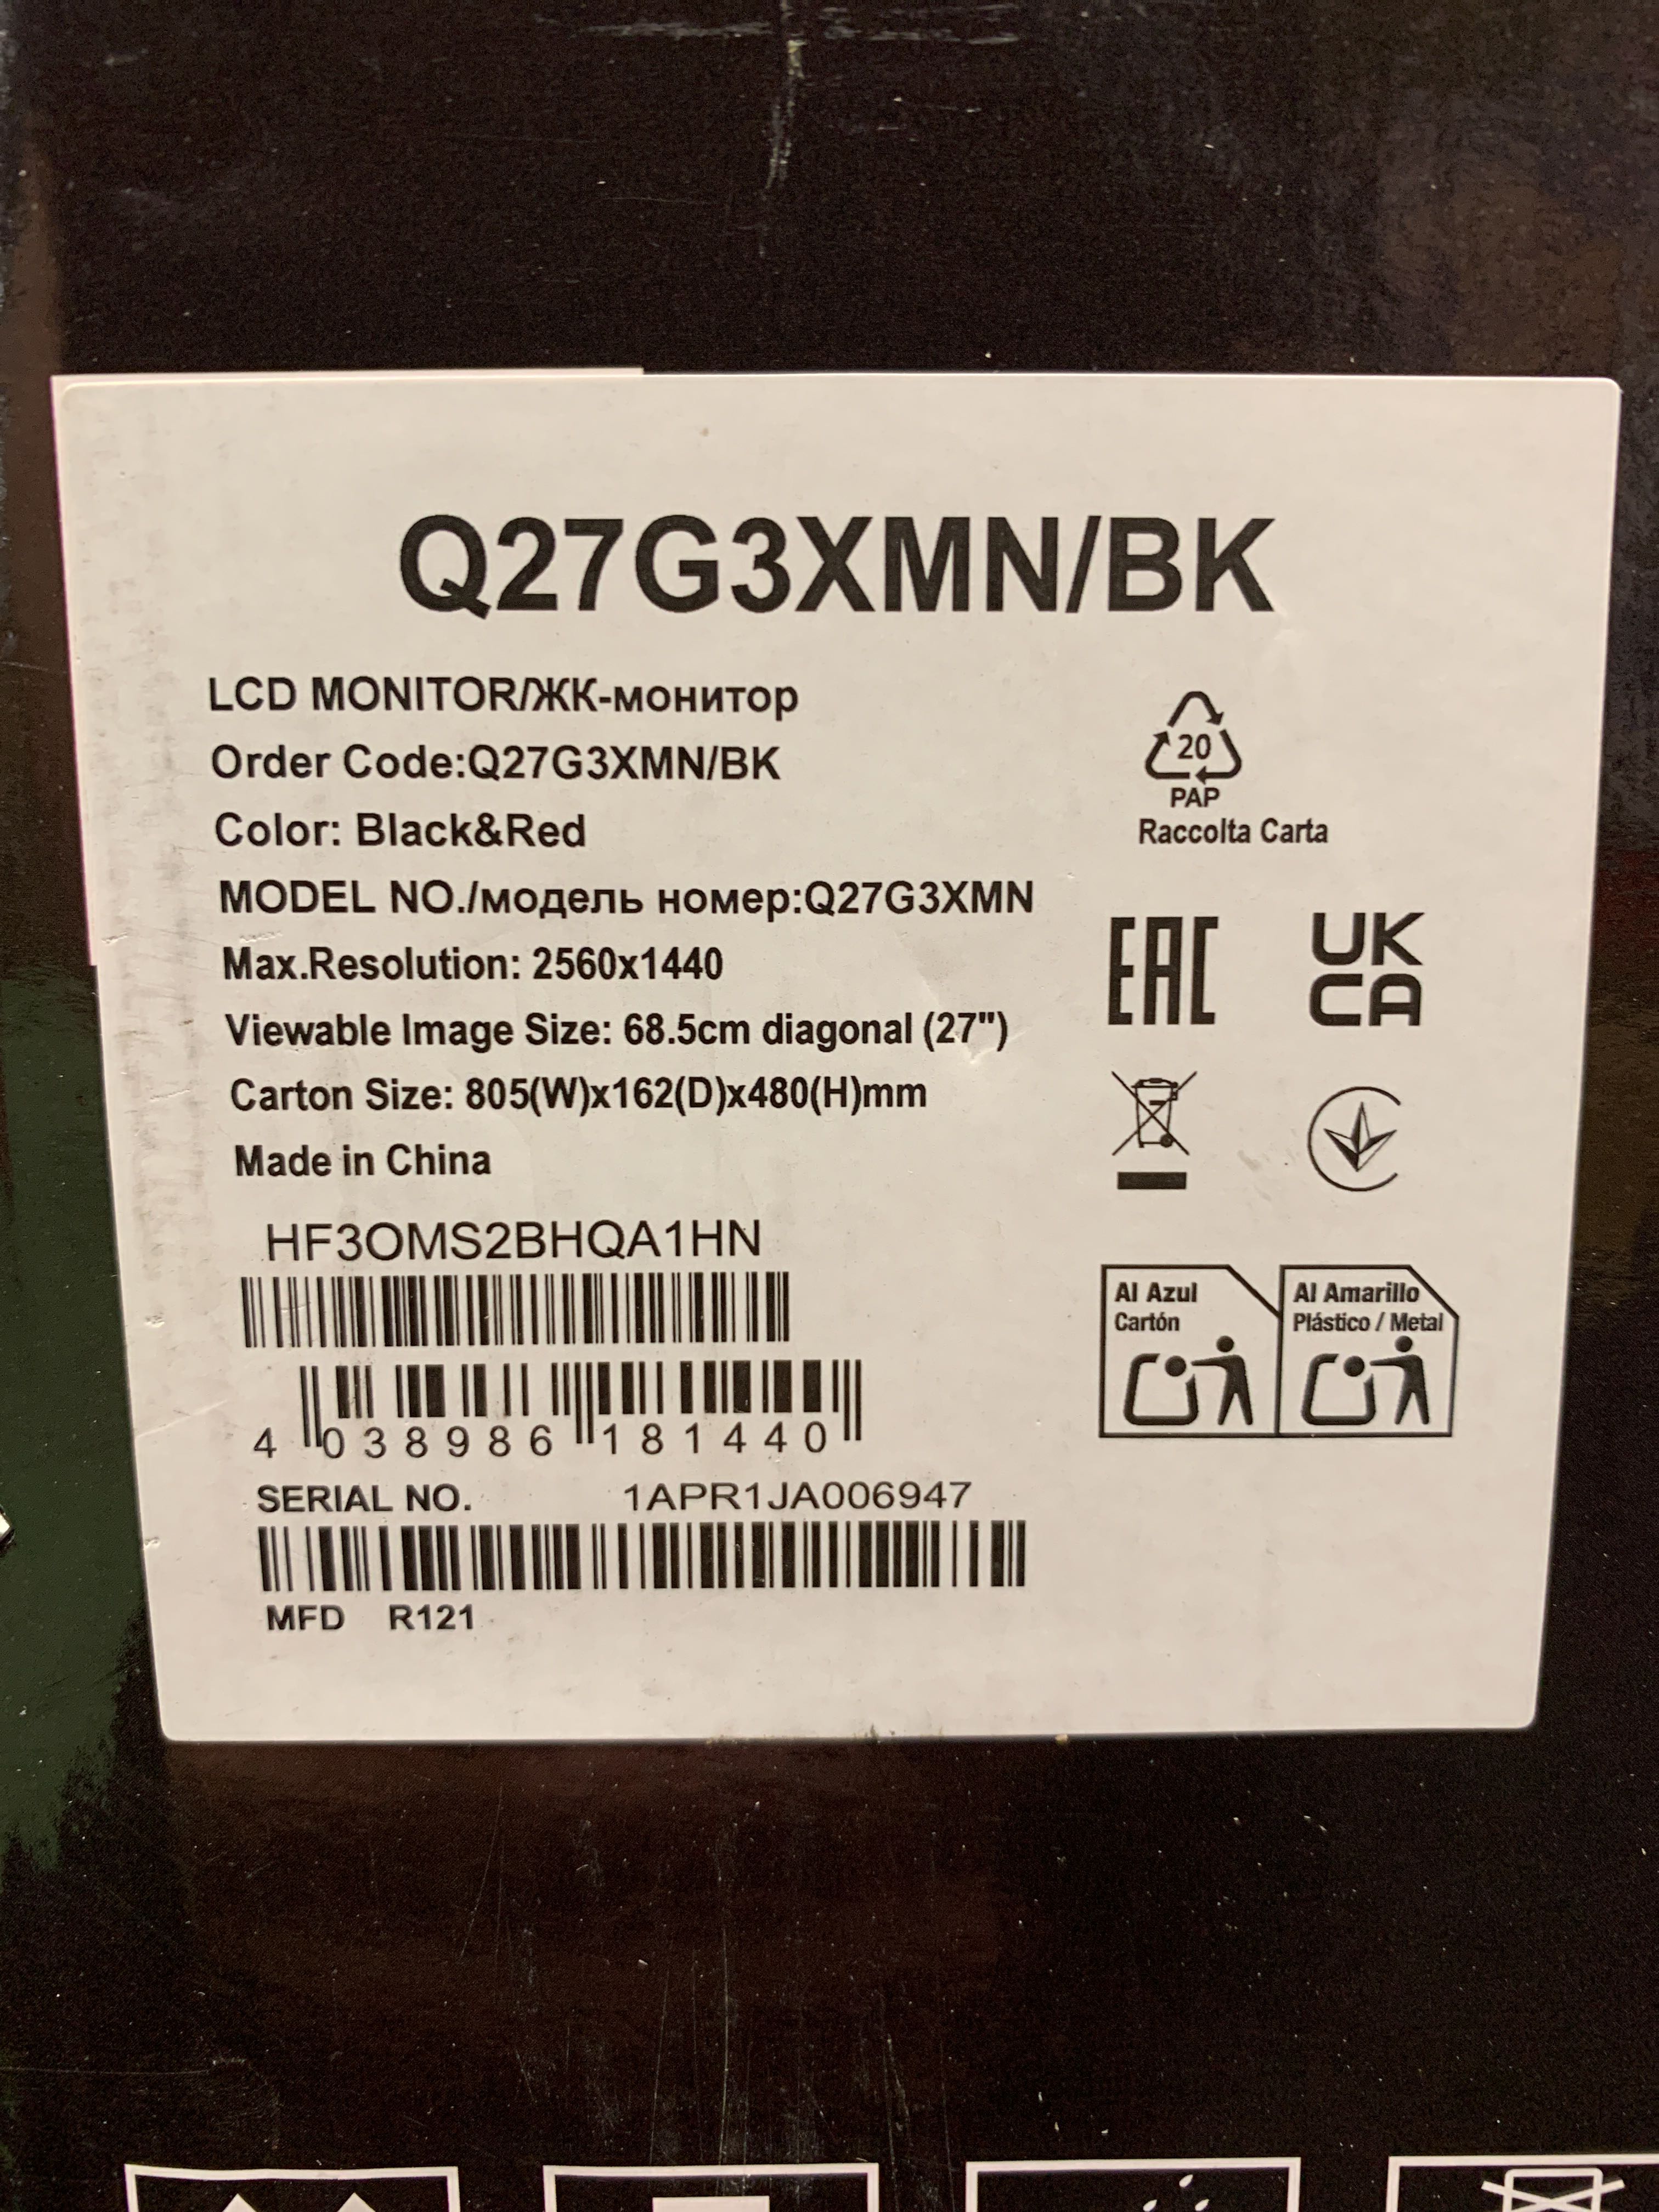 Q27G3XMN/BK
LCD MONITOR/ЖК-монитор
Order Code:Q27G3XMN/BK
Color: Black&Red
MODEL NO./модель номер:Q27G3XMN
Max.Resolution: 2560x1440
Viewable Image Size: 68.5cm diagonal (27")
Carton Size: 805(W)x162(D)x480(H)mm
Made in China
HF3OMS2BHQA1HN
4 038986 181440
SERIAL NO. 1APR1JA006947
MFD R121
20
PAP
Raccolta Carta
EAC
UK
CA
Al Azul
Cartón
Al Amarillo
Plástico / Metal